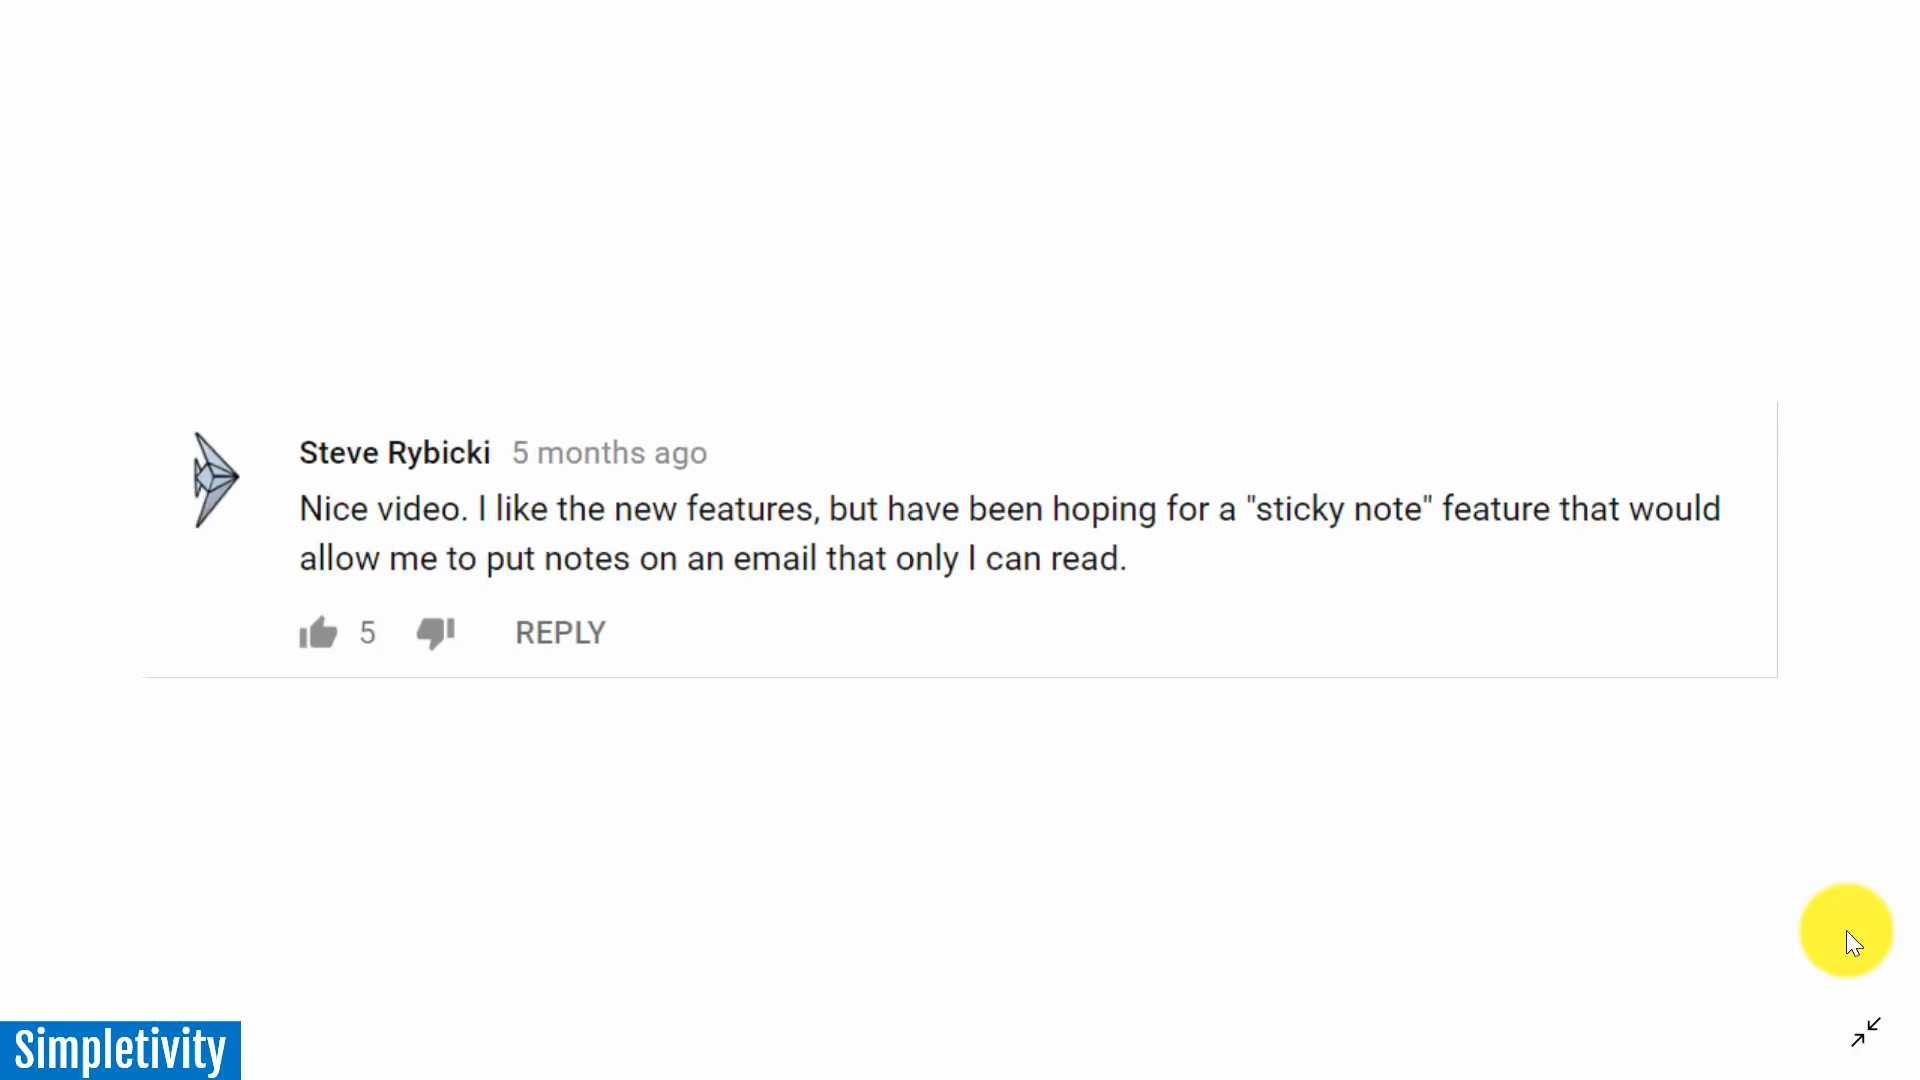 Steve Rybicki 5 months ago
Nice video. I like the new features, but have been hoping for a "sticky note" feature that would
allow me to put notes on an email that only I can read.
5 REPLY
Simpletivity